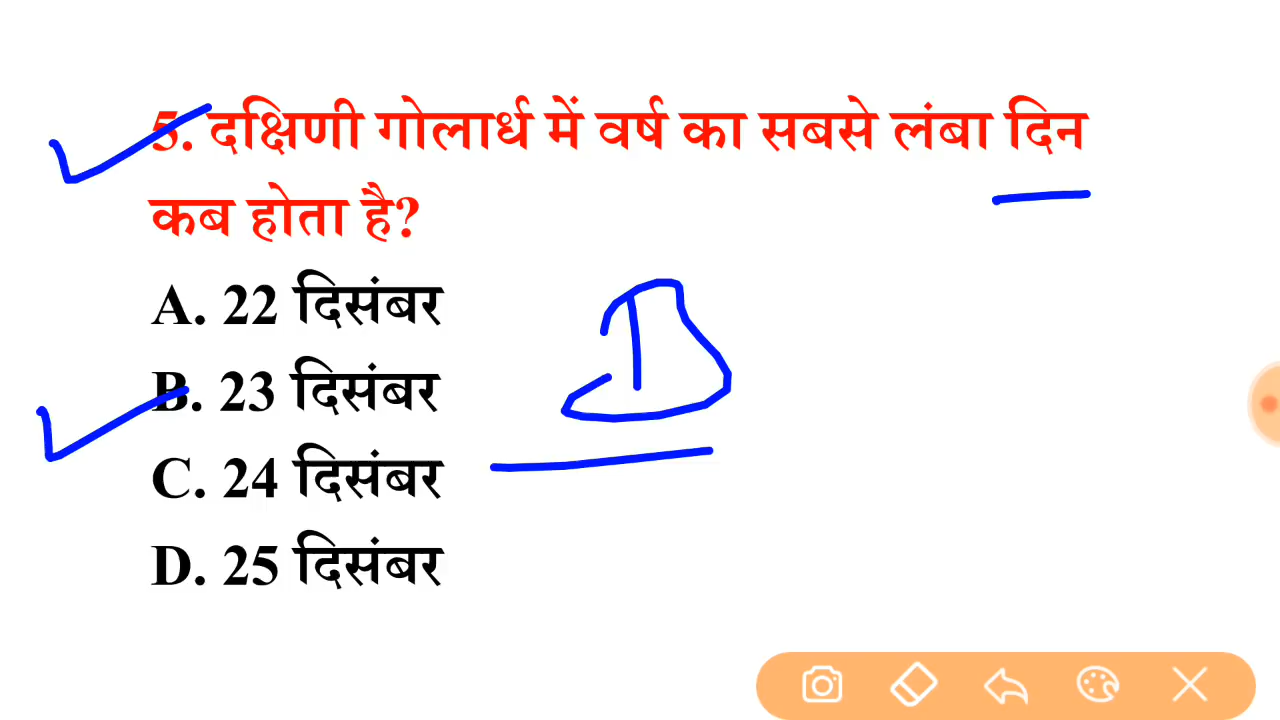 5. दक्षिणी गोलार्ध में वर्ष का सबसे लंबा दिन
कब होता है?
A. 22 दिसंबर
B. 23 दिसंबर
C. 24 दिसंबर
D. 25 दिसंबर